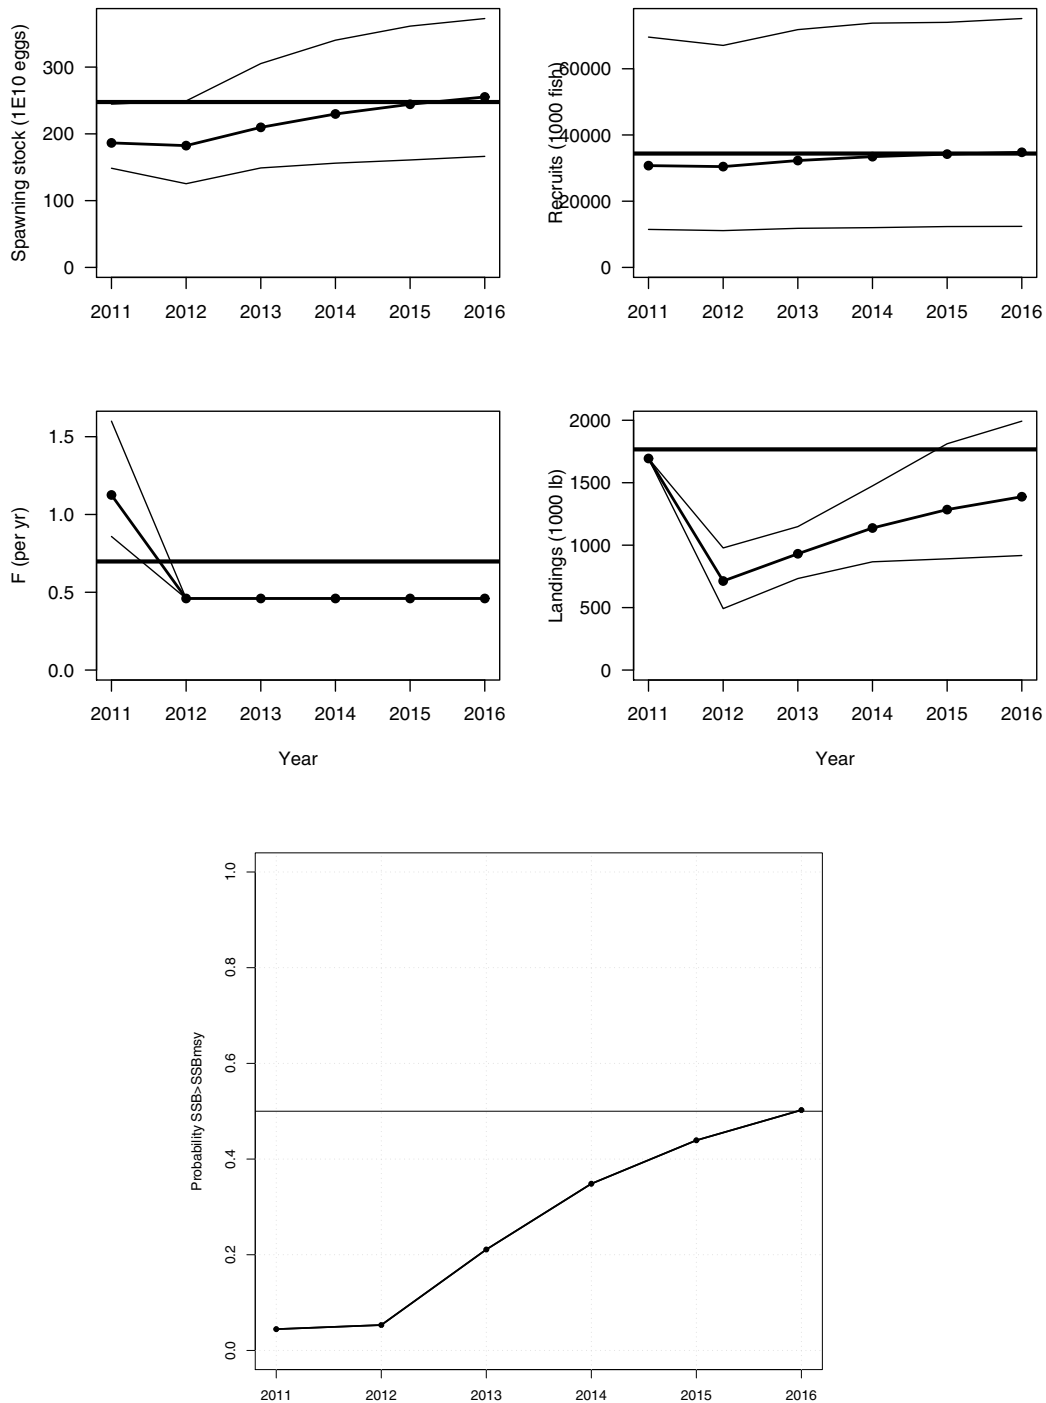 Spawning stock (1E10 eggs)
300
200
100
0
2011 2012 2013 2014 2015 2016
Recruits (1000 fish)
60000
40000
20000
0
2011 2012 2013 2014 2015 2016
F (per yr)
1.5
1.0
0.5
0.0
2011 2012 2013 2014 2015 2016
Year
Landings (1000 lb)
2000
1500
1000
500
0
2011 2012 2013 2014 2015 2016
Year
Probability SSB>SSBmsy
1.0
0.8
0.6
0.4
0.2
0.0
2011 2012 2013 2014 2015 2016